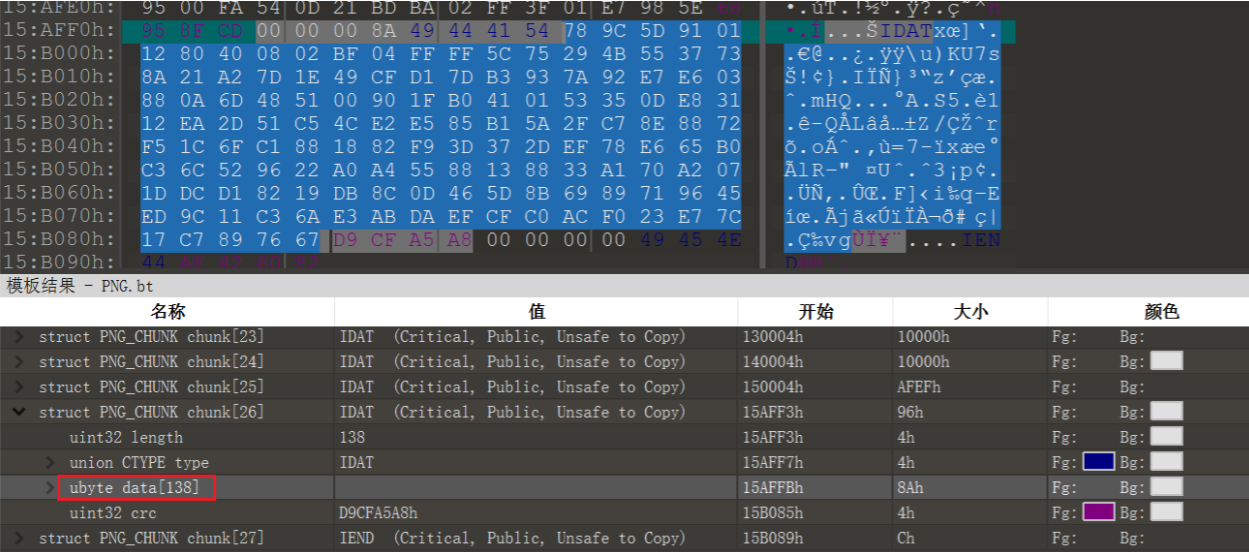 15:AFE0h: 95 00 FA 54 0D 21 BD BA 02 FF 3F 01 E7 98 5E •.úT.!½º.ÿ?.ç˜^
15:AFF0h: 95 8F CD 00 00 00 8A 49 44 41 54 78 9C 5D 91 01 •.Í...ŠIDATxœ]‘.
15:B000h: 12 80 40 08 02 BF 04 FF FF 5C 75 29 4B 55 37 73 .€@..¿.ÿÿ\u)KU7s
15:B010h: 8A 21 A2 7D 1E 49 CF D1 7D B3 93 7A 92 E7 E6 03 Š!¢}.IÏÑ}³“z’çæ.
15:B020h: 88 0A 6D 48 51 00 90 1F B0 41 01 53 35 0D E8 31 ˆ.mHQ...°A.S5.è1
15:B030h: 12 EA 2D 51 C5 4C E2 E5 85 B1 5A 2F C7 8E 88 72 .ê-QÅLâå…±Z/ÇŽˆr
15:B040h: F5 1C 6F C1 88 18 82 F9 3D 37 2D EF 78 E6 65 B0 õ.oÁˆ.‚ù=7-ïxæe°
15:B050h: C3 6C 52 96 22 A0 A4 55 88 13 88 33 A1 70 A2 07 ÃlR–" ¤Uˆ.ˆ3¡p¢.
15:B060h: 1D DC D1 82 19 DB 8C 0D 46 5D 8B 69 89 71 96 45 .ÜÑ‚.ÛŒ.F]‹i‰q–E
15:B070h: ED 9C 11 C3 6A E3 AB DA EF CF C0 AC F0 23 E7 7C íœ.Ãjã«ÚïÏÀ¬ð#ç|
15:B080h: 17 C7 89 76 67 D9 CF A5 A8 00 00 00 00 49 45 4E .Ç‰vgÙÏ¥¨....IEN
15:B090h: 44 D
模板结果 - PNG.bt
名称 值 开始 大小 颜色
struct PNG_CHUNK chunk[23] IDAT (Critical, Public, Unsafe to Copy) 130004h 10000h Fg: Bg:
struct PNG_CHUNK chunk[24] IDAT (Critical, Public, Unsafe to Copy) 140004h 10000h Fg: Bg:
struct PNG_CHUNK chunk[25] IDAT (Critical, Public, Unsafe to Copy) 150004h AFEFh Fg: Bg:
struct PNG_CHUNK chunk[26] IDAT (Critical, Public, Unsafe to Copy) 15AFF3h 96h Fg: Bg:
uint32 length 138 15AFF3h 4h Fg: Bg:
union CTYPE type IDAT 15AFF7h 4h Fg: Bg:
ubyte data[138] 15AFFBh 8Ah Fg: Bg:
uint32 crc D9CFA5A8h 15B085h 4h Fg: Bg:
struct PNG_CHUNK chunk[27] IEND (Critical, Public, Unsafe to Copy) 15B089h Ch Fg: Bg: